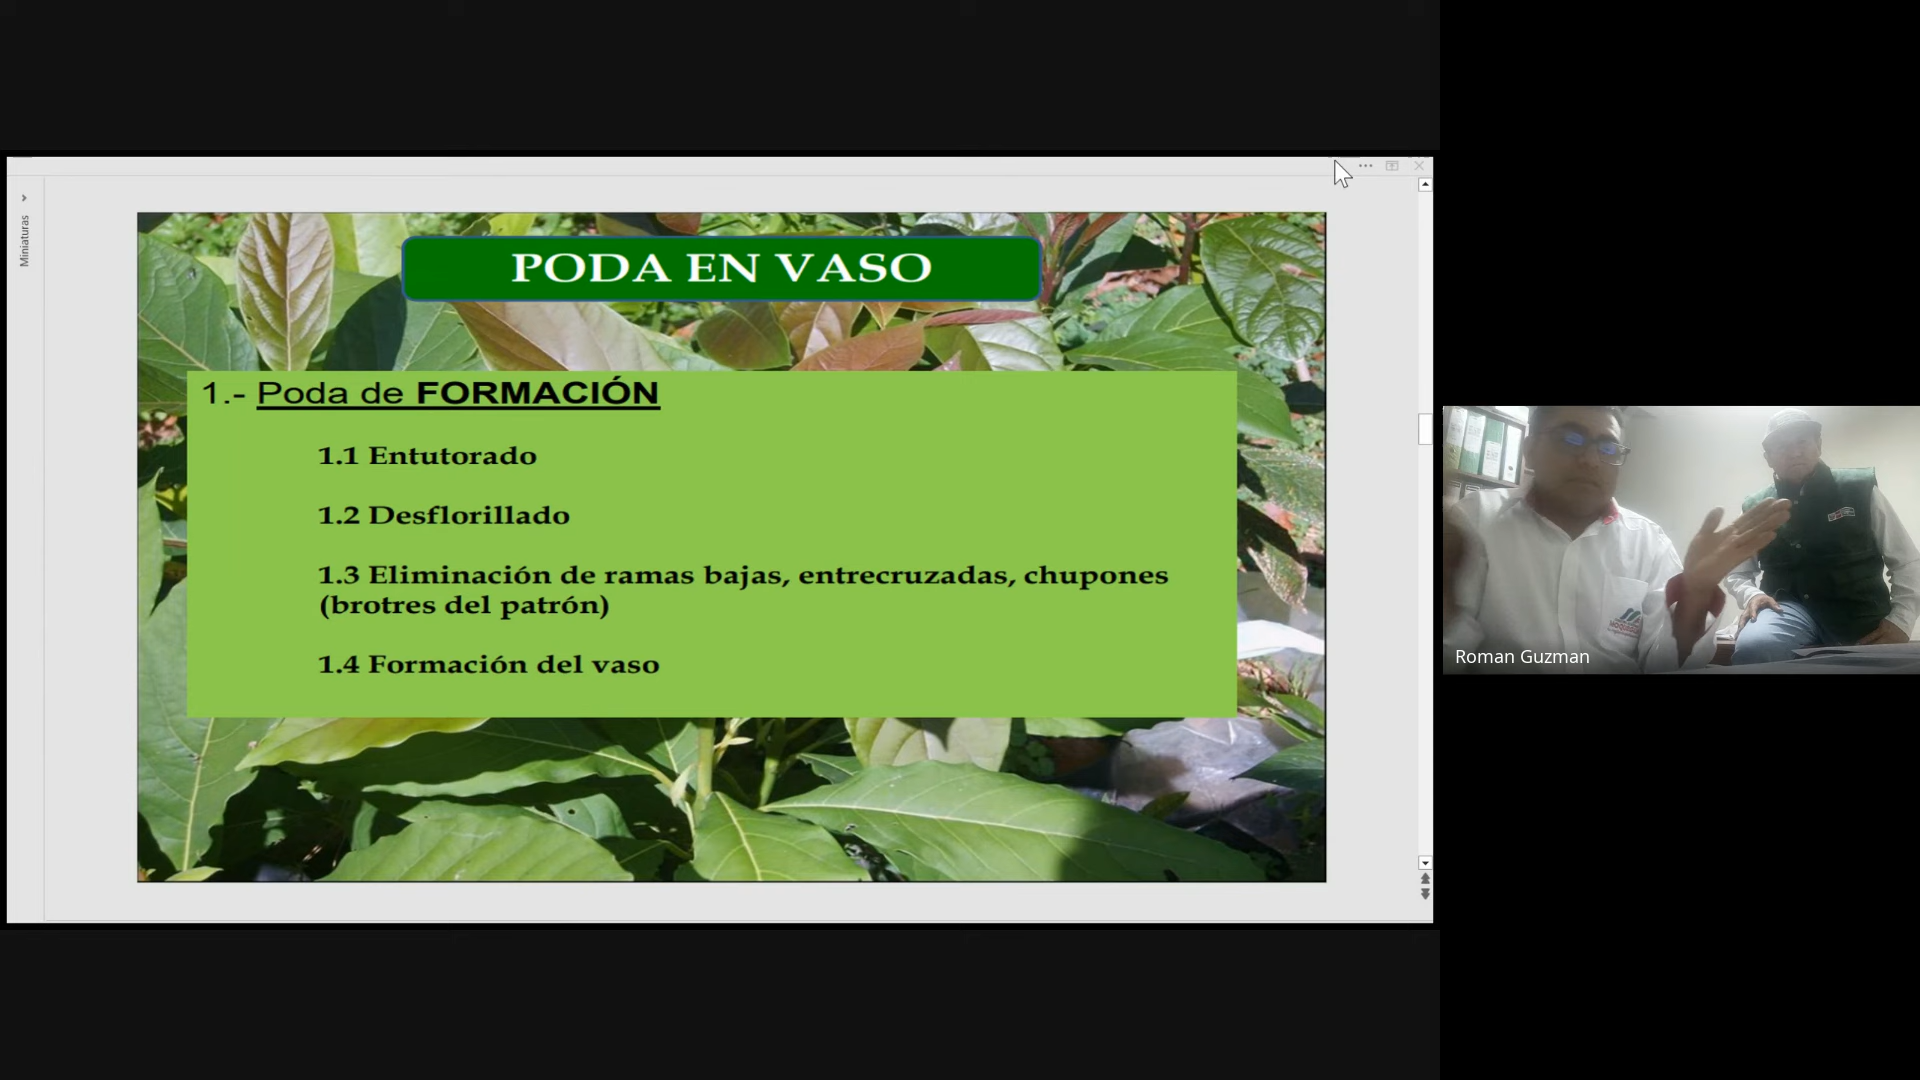 Miniaturas
PODA EN VASO
1.- Poda de FORMACIÓN
1.1 Entutorado
1.2 Desflorillado
1.3 Eliminación de ramas bajas, entrecruzadas, chupones
(brotres del patrón)
1.4 Formación del vaso
Roman Guzman